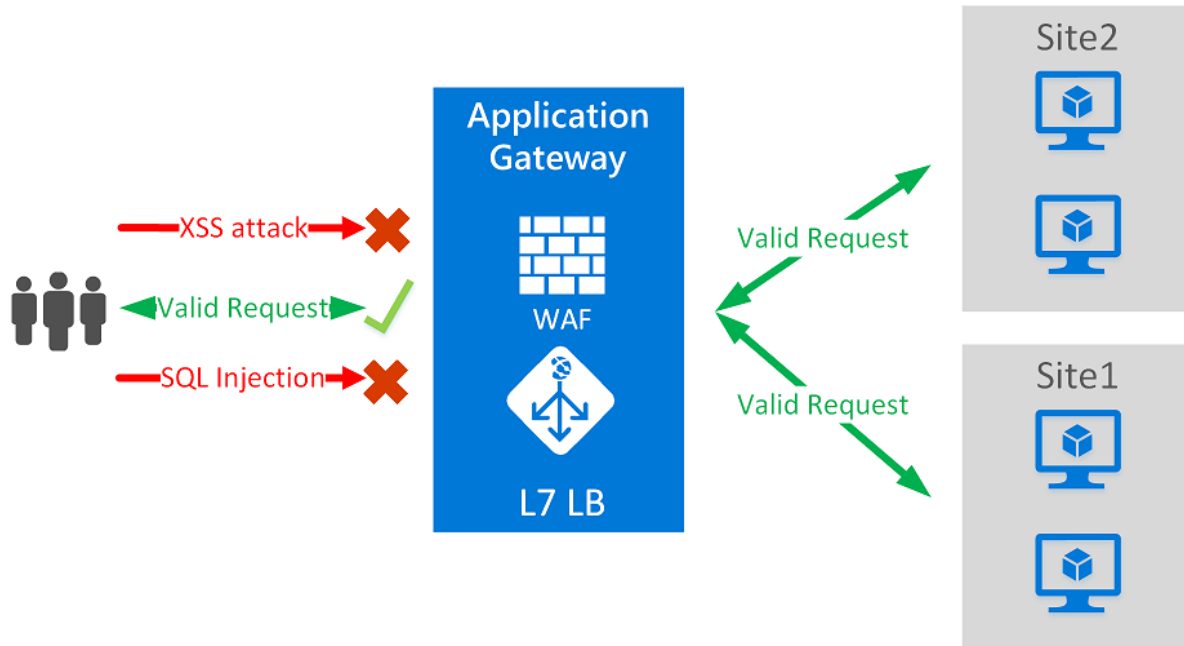 Application
Gateway
XSS attack
Valid Request
SQL Injection
WAF
L7 LB
Valid Request
Valid Request
Site2
Site1